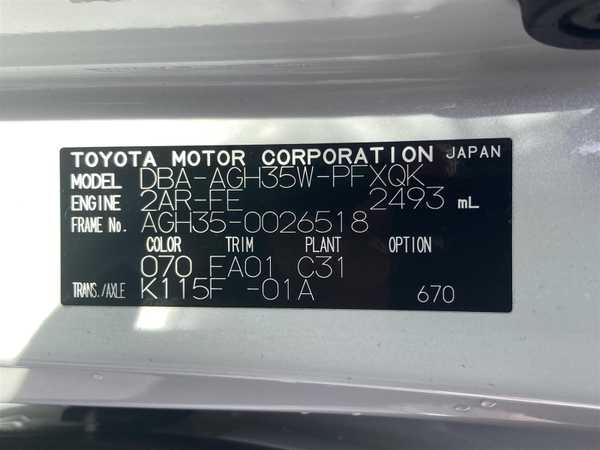 TOYOTA MOTOR CORPORATION JAPAN
MODEL DBA-AGH35W-PFXQK
ENGINE 2AR-FE 2493 mL
FRAME No. AGH35-0026518
COLOR TRIM PLANT OPTION
070 EA01 C31
TRANS./AXLE K115F -01A 670